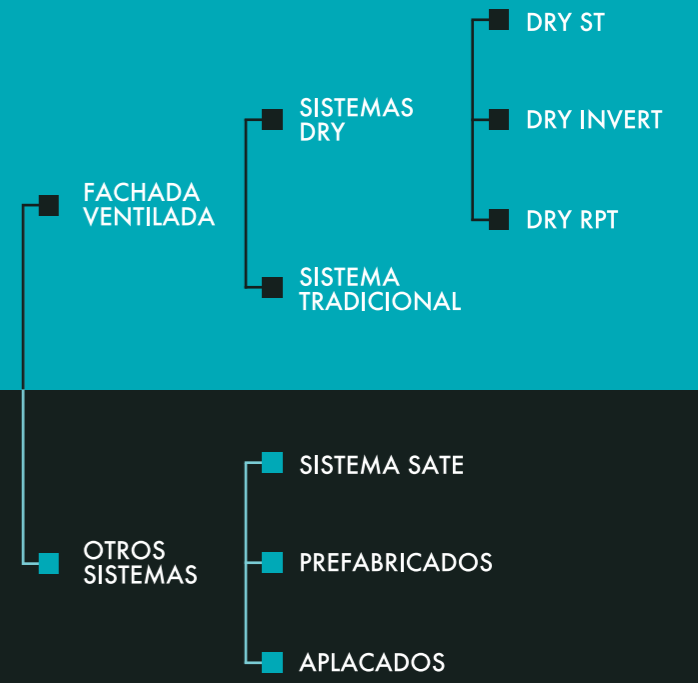 DRY ST
SISTEMAS
DRY
DRY INVERT
FACHADA
VENTILADA
DRY RPT
SISTEMA
TRADICIONAL
SISTEMA SATE
OTROS
SISTEMAS
PREFABRICADOS
APLACADOS